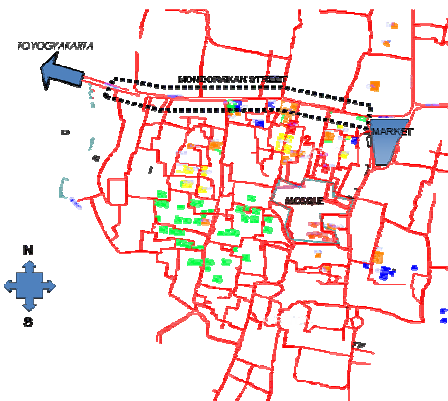 TO YOGYAKARTA
MONDORAKAN STREET
MARKET
MOSQUE
N
S